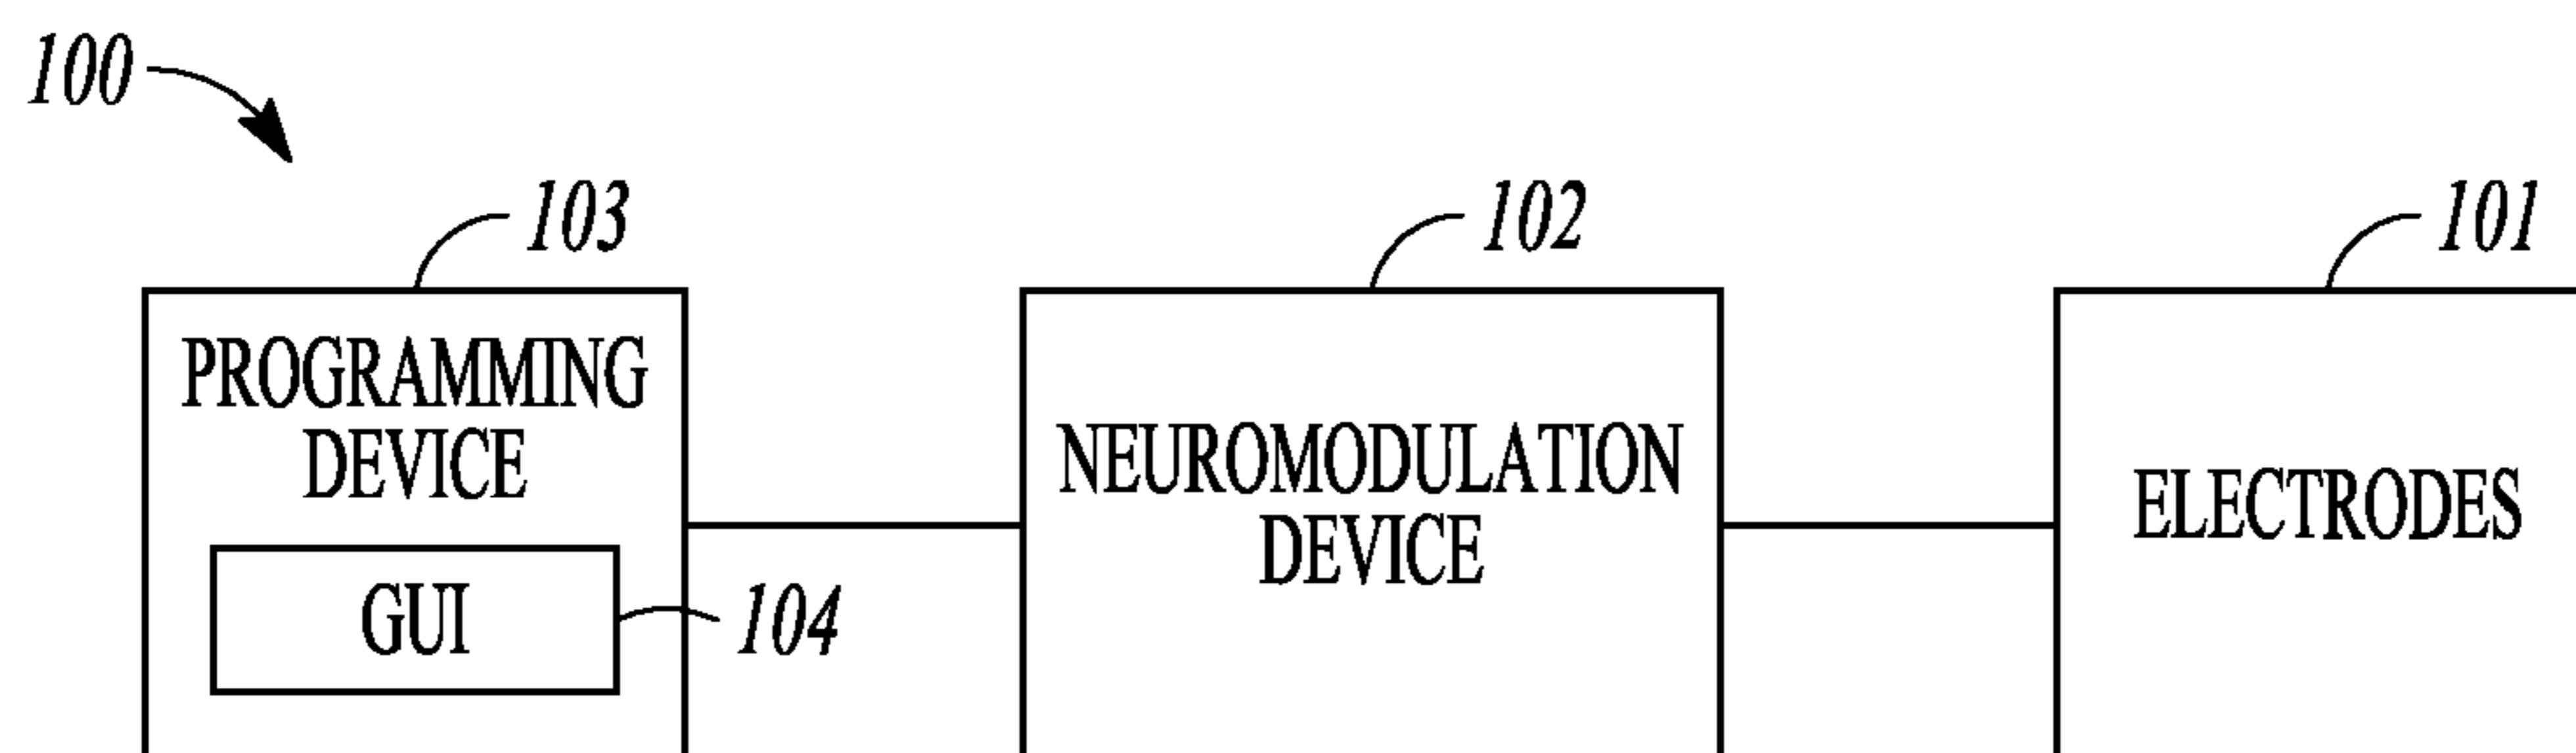 100
103
102
101
PROGRAMMING
DEVICE
GUI
104
NEUROMODULATION
DEVICE
ELECTRODES